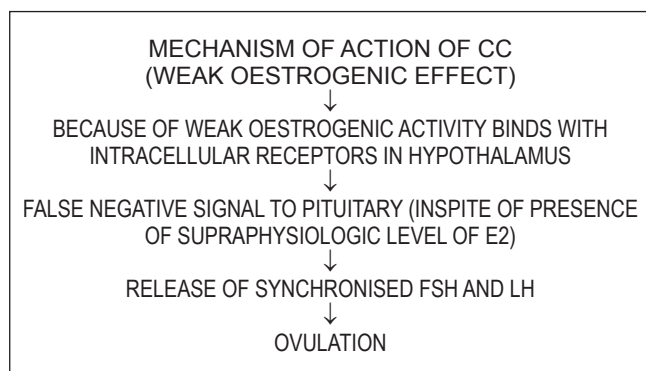 MECHANISM OF ACTION OF CC
(WEAK OESTROGENIC EFFECT)
↓
BECAUSE OF WEAK OESTROGENIC ACTIVITY BINDS WITH
INTRACELLULAR RECEPTORS IN HYPOTHALAMUS
↓
FALSE NEGATIVE SIGNAL TO PITUITARY (INSPITE OF PRESENCE
OF SUPRAPHYSIOLOGIC LEVEL OF E2)
↓
RELEASE OF SYNCHRONISED FSH AND LH
↓
OVULATION